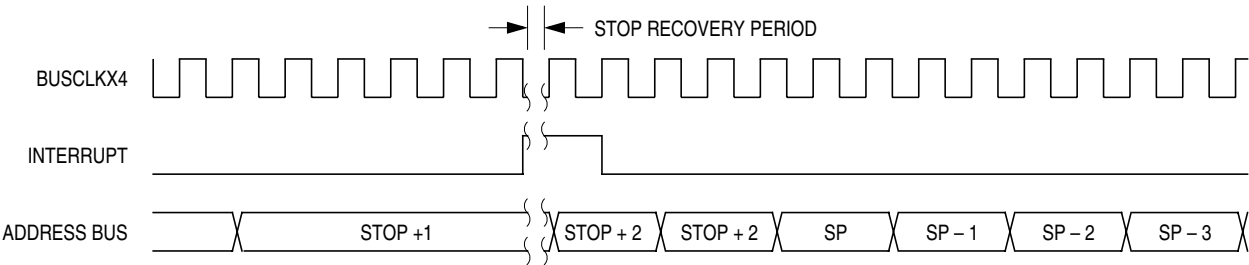 STOP RECOVERY PERIOD
BUSCLKX4
INTERRUPT
ADDRESS BUS STOP +1 STOP + 2 STOP + 2 SP SP – 1 SP – 2 SP – 3